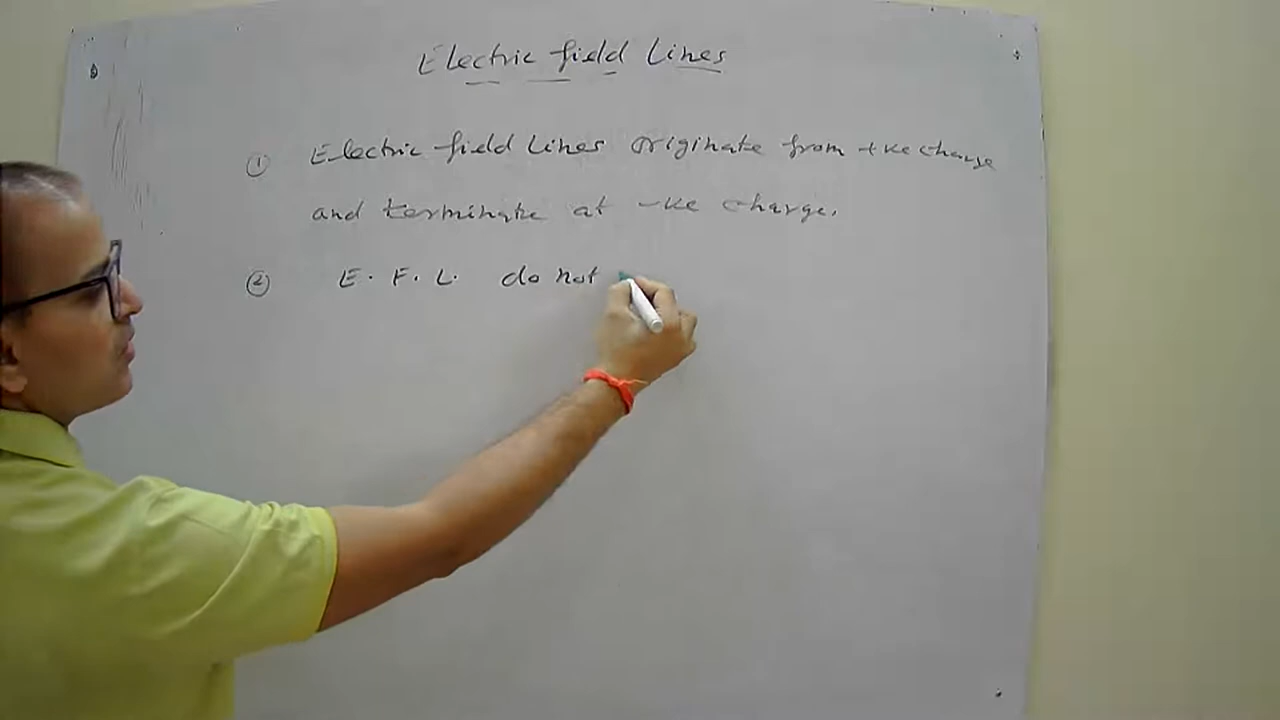 Electric field Lines
① Electric field Lines originate from +ve charge
and terminate at -ve charge.
② E. F. L. do not